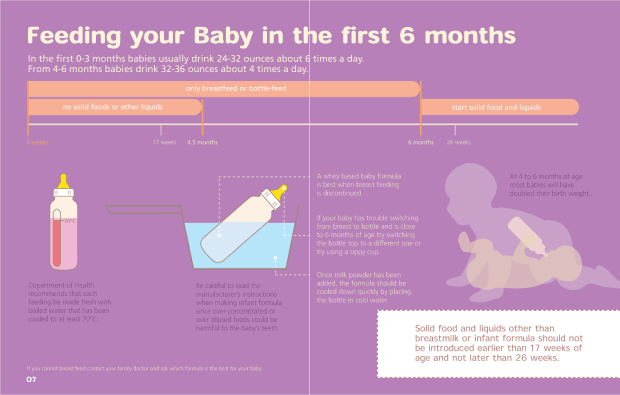 Feeding your Baby in the first 6 months
In the first 0-3 months babies usually drink 24-32 ounces about 6 times a day.
From 4-6 months babies drink 32-36 ounces about 4 times a day.
only breastfeed or bottle-feed
no solid foods or other liquids
start solid food and liquids
17 weeks
4.5 months
6 months
26 weeks
70°C
Department of Health
recommends that each
feeding be made fresh with
boiled water that has been
cooled to at least 70°C.
Be careful to read the
manufacturer's instructions
when making infant formula
since over-concentrated or
over diluted feeds could be
harmful to the baby's teeth.
A whey based baby formula
is best when breast feeding
is discontinued.
If your baby has trouble switching
from breast to bottle and is close
to 6 months of age try switching
the bottle top to a different one or
try using a sippy cup.
Once milk powder has been
added, the formula should be
cooled down quickly by placing
the bottle in cold water.
At 4 to 6 months of age
most babies will have
doubled their birth weight.
Solid food and liquids other than
breastmilk or infant formula should not
be introduced earlier than 17 weeks of
age and not later than 26 weeks.
If you cannot breast feed contact your family doctor and ask which formula is the best for your baby.
07